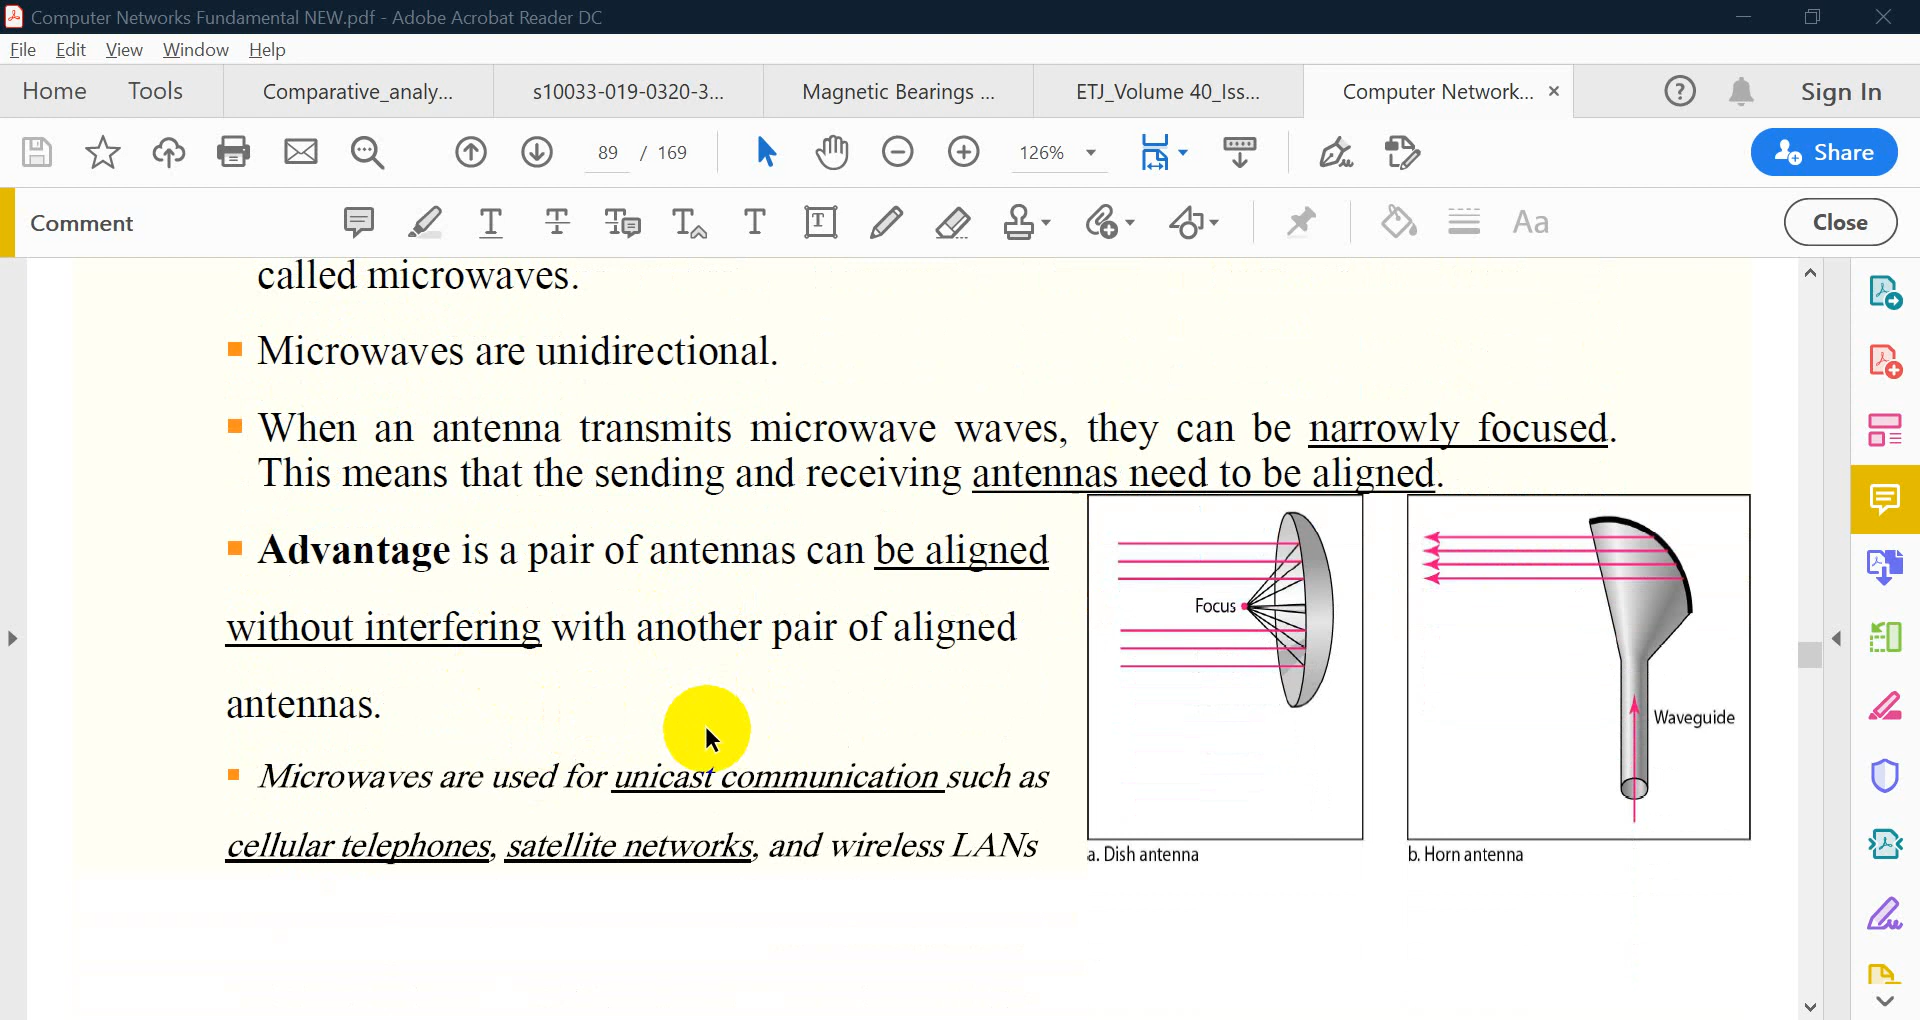 Computer Networks Fundamental NEW.pdf - Adobe Acrobat Reader DC
File Edit View Window Help
Home Tools Comparative_analy... s10033-019-0320-3... Magnetic Bearings ... ETJ_Volume 40_Iss... Computer Network... × Sign In
89 / 169 126% Share
Comment Aa Close
called microwaves.
Microwaves are unidirectional.
When an antenna transmits microwave waves, they can be narrowly focused.
This means that the sending and receiving antennas need to be aligned.
Advantage is a pair of antennas can be aligned
without interfering with another pair of aligned
antennas.
Microwaves are used for unicast communication such as
cellular telephones, satellite networks, and wireless LANs
Focus
a. Dish antenna
Waveguide
b. Horn antenna